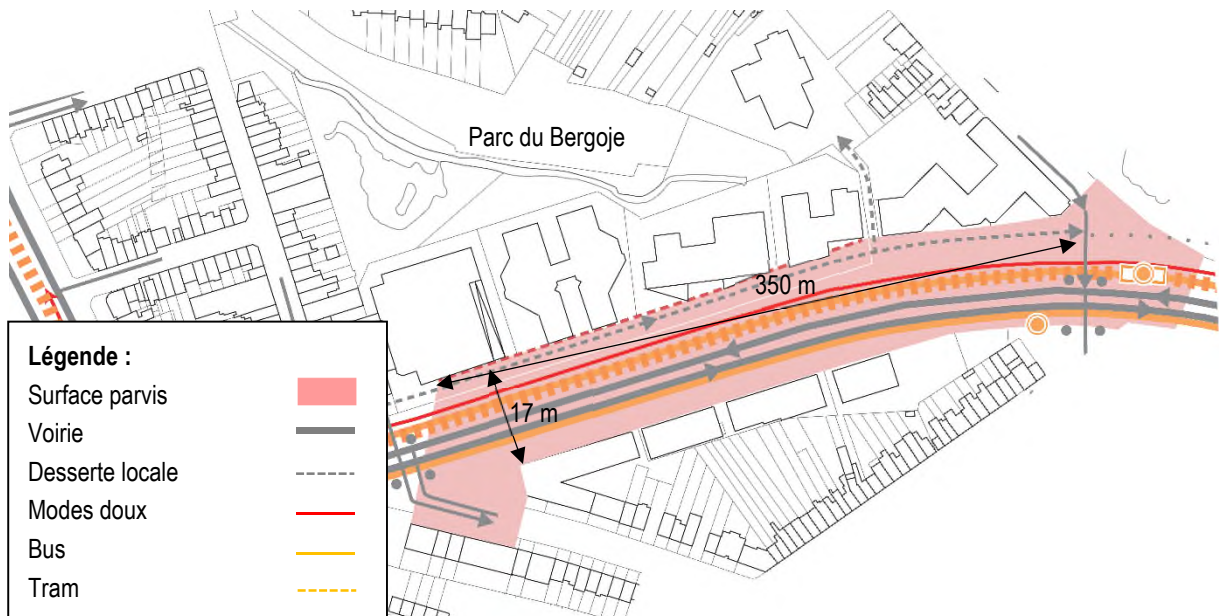 Parc du Bergoje
350 m
17 m
Légende :
Surface parvis
Voirie
Desserte locale
Modes doux
Bus
Tram